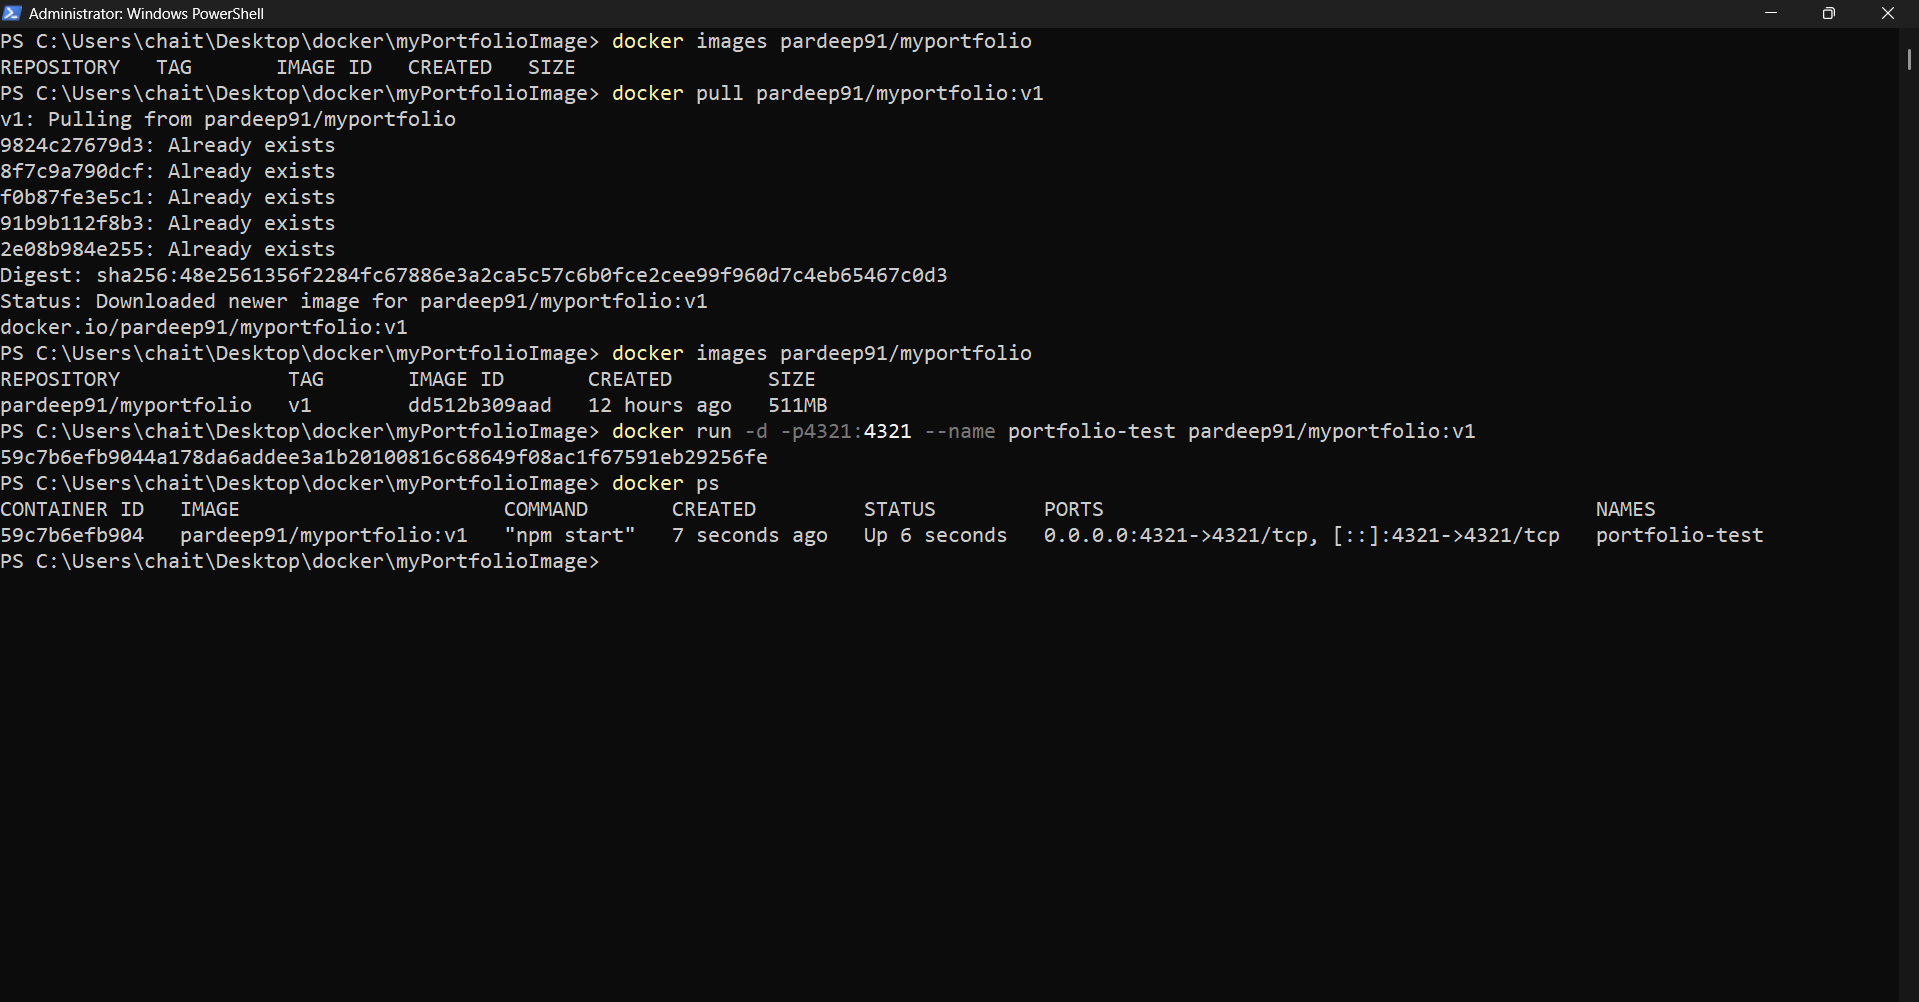 Administrator: Windows PowerShell
PS C:\Users\chait\Desktop\docker\myPortfolioImage> docker images pardeep91/myportfolio
REPOSITORY   TAG       IMAGE ID   CREATED   SIZE
PS C:\Users\chait\Desktop\docker\myPortfolioImage> docker pull pardeep91/myportfolio:v1
v1: Pulling from pardeep91/myportfolio
9824c27679d3: Already exists
8f7c9a790dcf: Already exists
f0b87fe3e5c1: Already exists
91b9b112f8b3: Already exists
2e08b984e255: Already exists
Digest: sha256:48e2561356f2284fc67886e3a2ca5c57c6b0fce2cee99f960d7c4eb65467c0d3
Status: Downloaded newer image for pardeep91/myportfolio:v1
docker.io/pardeep91/myportfolio:v1
PS C:\Users\chait\Desktop\docker\myPortfolioImage> docker images pardeep91/myportfolio
REPOSITORY              TAG       IMAGE ID       CREATED        SIZE
pardeep91/myportfolio   v1        dd512b309aad   12 hours ago   511MB
PS C:\Users\chait\Desktop\docker\myPortfolioImage> docker run -d -p4321:4321 --name portfolio-test pardeep91/myportfolio:v1
59c7b6efb9044a178da6addee3a1b20100816c68649f08ac1f67591eb29256fe
PS C:\Users\chait\Desktop\docker\myPortfolioImage> docker ps
CONTAINER ID   IMAGE                      COMMAND       CREATED         STATUS         PORTS                                         NAMES
59c7b6efb904   pardeep91/myportfolio:v1   "npm start"   7 seconds ago   Up 6 seconds   0.0.0.0:4321->4321/tcp, [::]:4321->4321/tcp   portfolio-test
PS C:\Users\chait\Desktop\docker\myPortfolioImage>